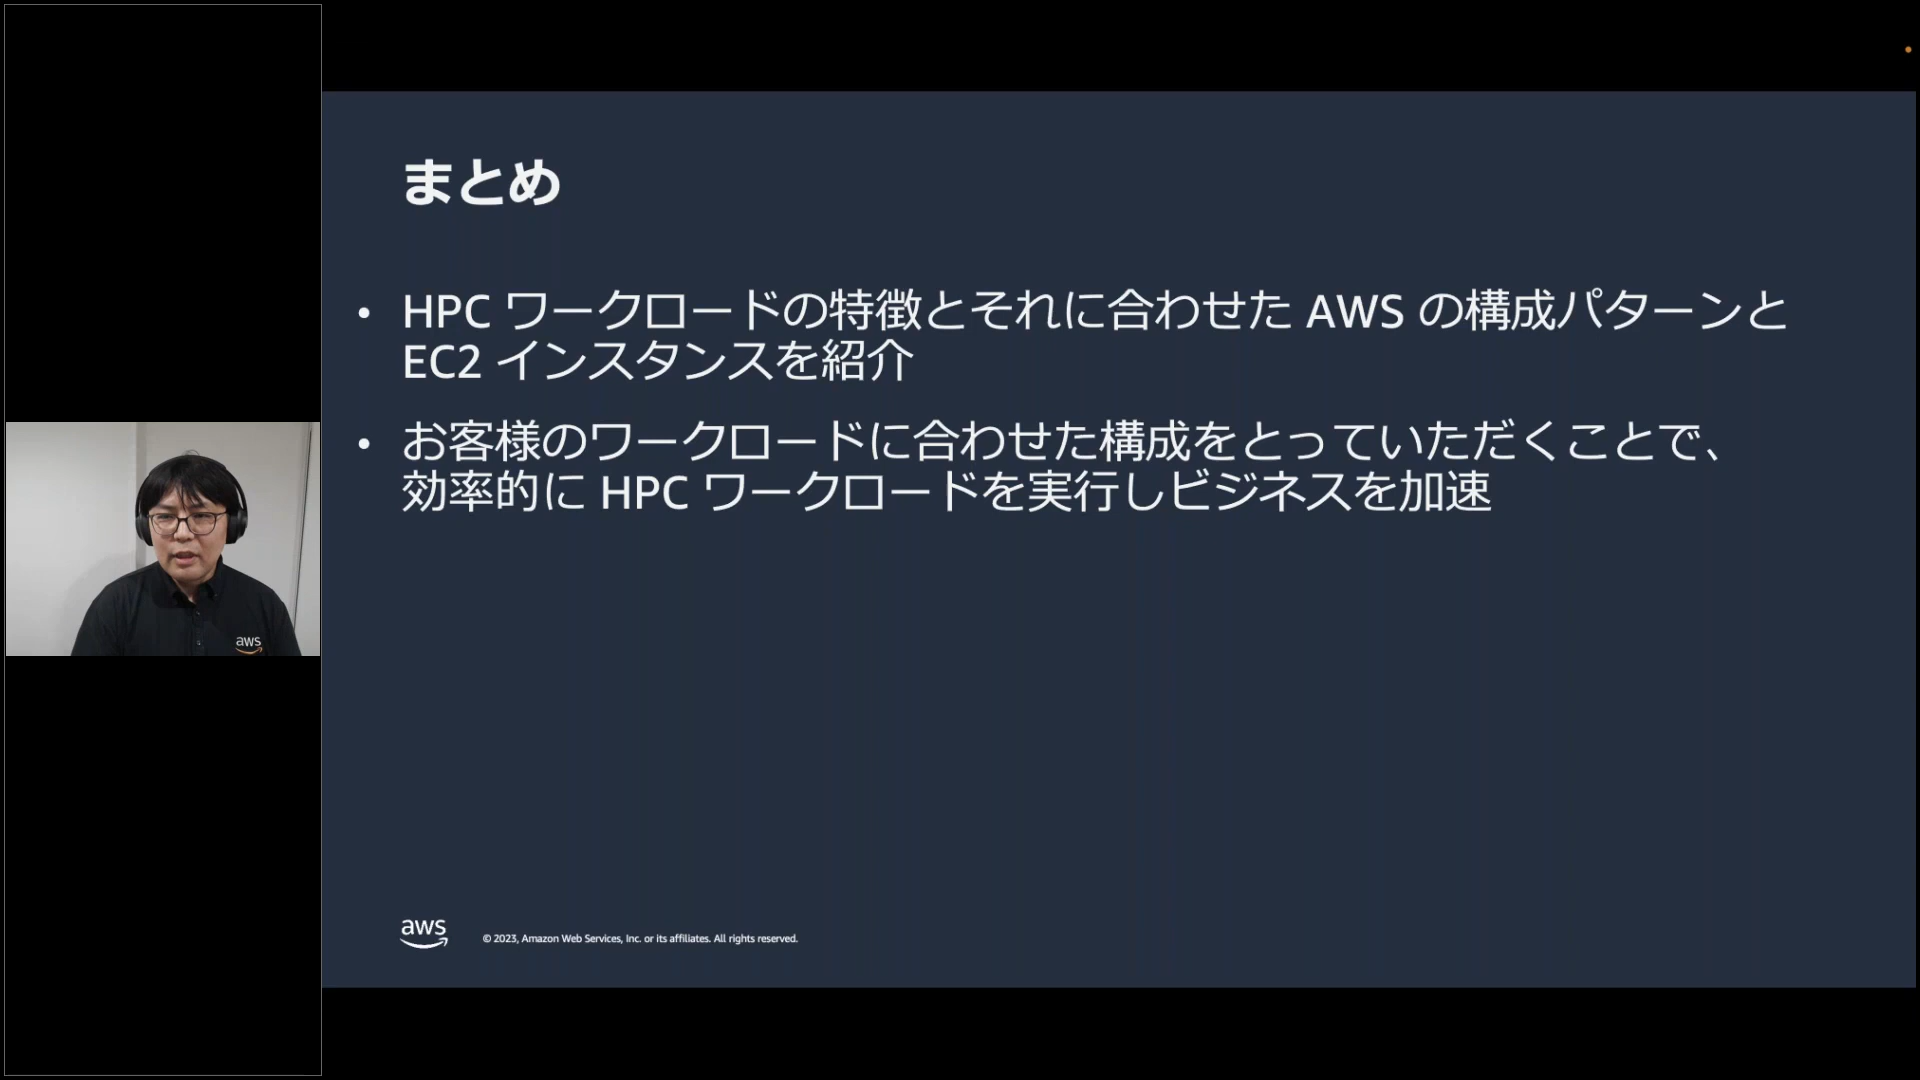 まとめ
• HPC ワークロードの特徴とそれに合わせた AWS の構成パターンと
EC2 インスタンスを紹介
• お客様のワークロードに合わせた構成をとっていただくことで、
効率的に HPC ワークロードを実行しビジネスを加速
aws
aws
© 2023, Amazon Web Services, Inc. or its affiliates. All rights reserved.